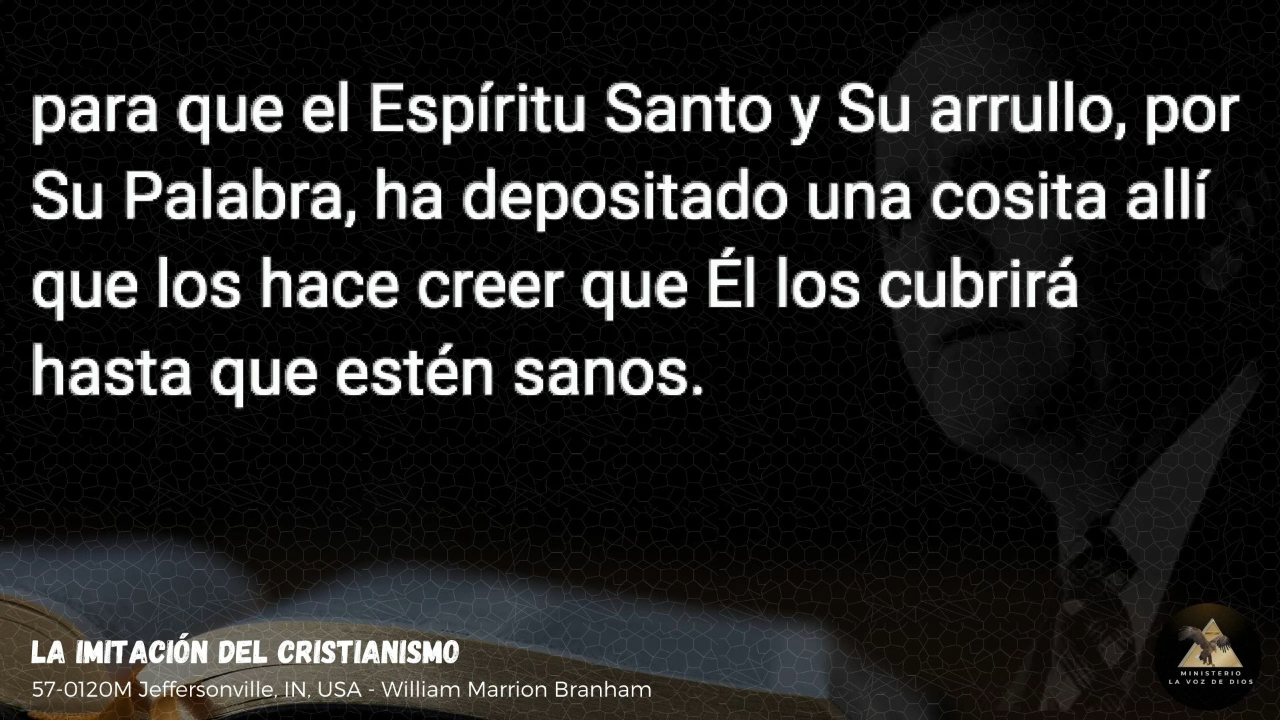 para que el Espíritu Santo y Su arrullo, por
Su Palabra, ha depositado una cosita allí
que los hace creer que Él los cubrirá
hasta que estén sanos.
LA IMITACIÓN DEL CRISTIANISMO
57-0120M Jeffersonville, IN, USA - William Marrion Branham
MINISTERIO
LA VOZ DE DIOS